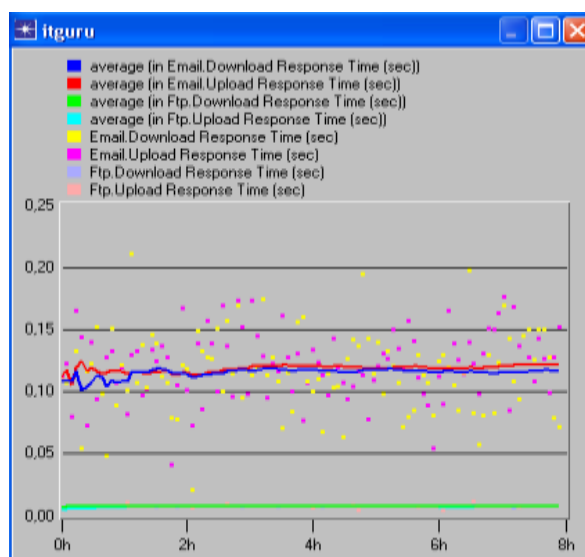 itguru
average (in Email.Download Response Time (sec))
average (in Email.Upload Response Time (sec))
average (in Ftp.Download Response Time (sec))
average (in Ftp.Upload Response Time (sec))
Email.Download Response Time (sec)
Email.Upload Response Time (sec)
Ftp.Download Response Time (sec)
Ftp.Upload Response Time (sec)
0,25
0,20
0,15
0,10
0,05
0,00
0h 2h 4h 6h 8h